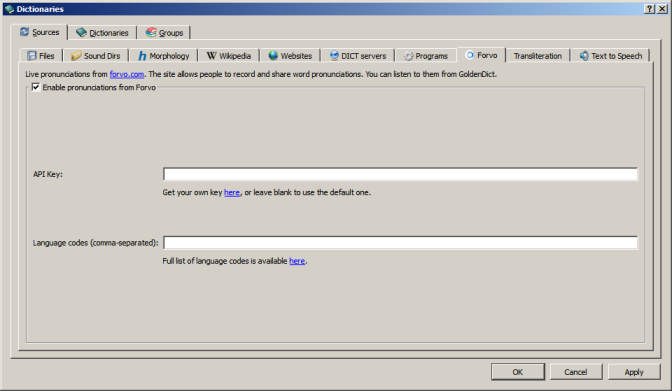 Dictionaries
Sources Dictionaries Groups
Files Sound Dirs Morphology Wikipedia Websites DICT servers Programs Forvo Transliteration Text to Speech
Live pronunciations from forvo.com. The site allows people to record and share word pronunciations. You can listen to them from GoldenDict.
Enable pronunciations from Forvo
API Key:
Get your own key here, or leave blank to use the default one.
Language codes (comma-separated):
Full list of language codes is available here.
OK Cancel Apply